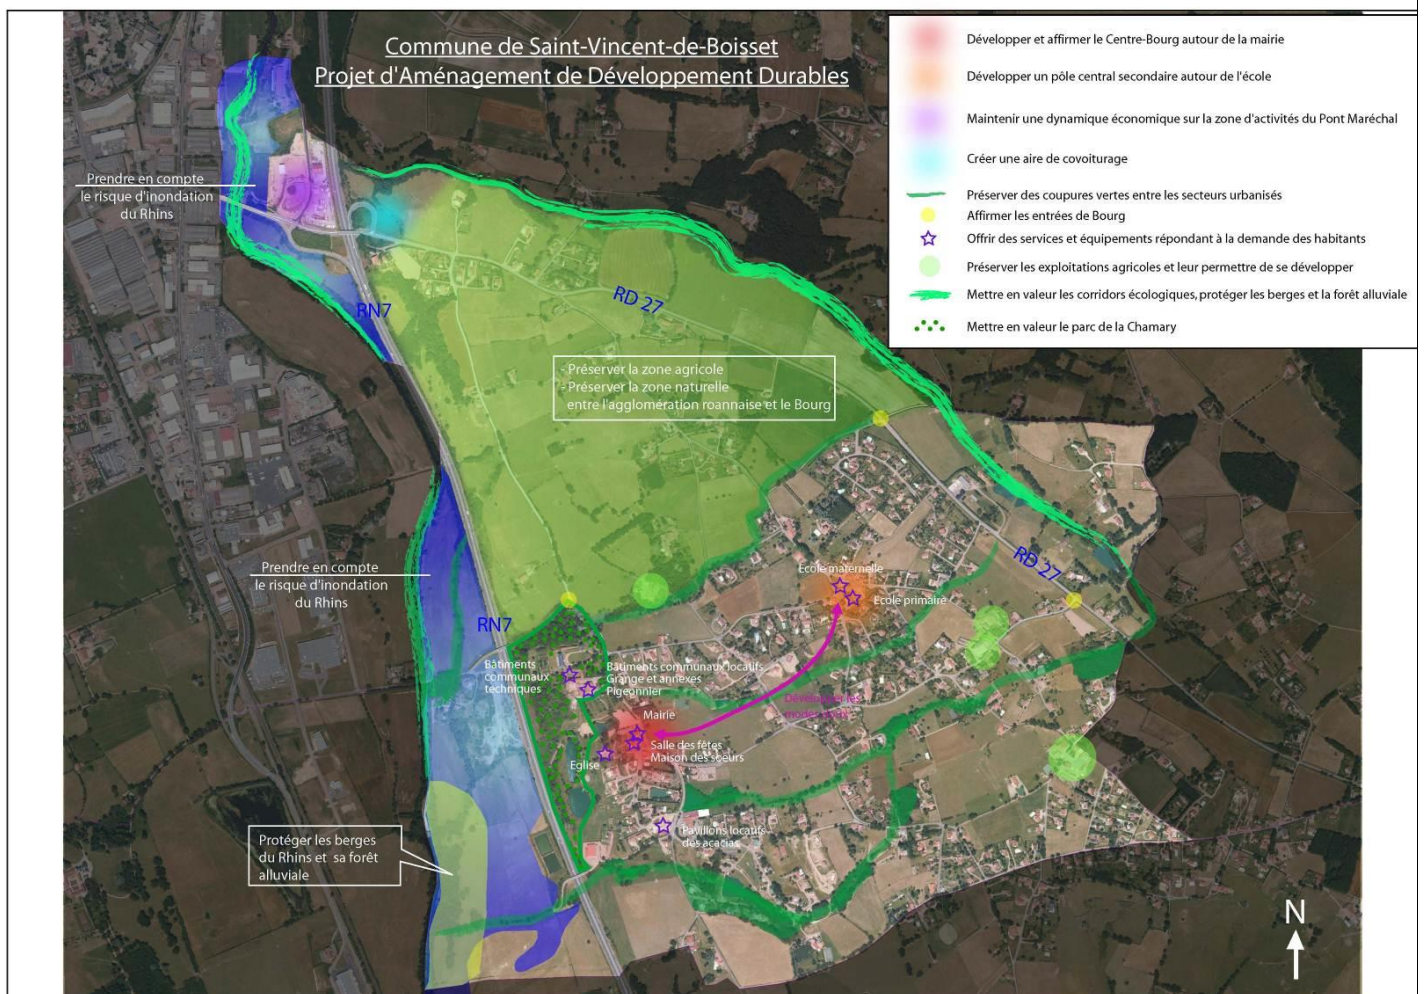 Commune de Saint-Vincent-de-Boisset
Projet d'Aménagement de Développement Durables
Développer et affirmer le Centre-Bourg autour de la mairie
Développer un pôle central secondaire autour de l'école
Maintenir une dynamique économique sur la zone d'activités du Pont Maréchal
Créer une aire de covoiturage
Préserver des coupures vertes entre les secteurs urbanisés
Affirmer les entrées de Bourg
Offrir des services et équipements répondant à la demande des habitants
Préserver les exploitations agricoles et leur permettre de se développer
Mettre en valeur les corridors écologiques, protéger les berges et la forêt alluviale
Mettre en valeur le parc de la Chamary
Prendre en compte
le risque d'inondation
du Rhins
RN7
RD 27
- Préserver la zone agricole
- Préserver la zone naturelle
entre l'agglomération roannaise et le Bourg
Prendre en compte
le risque d'inondation
du Rhins
RN7
RD 27
Ecole maternelle
Ecole primaire
Bâtiments
communaux
techniques
Bâtiments communaux locatifs
Grange et annexes
Pigeonnier
Développer les
modes doux
Mairie
Salle des fêtes
Maison des soeurs
Eglise
Pavillons locatifs
des acacias
Protéger les berges
du Rhins et sa forêt
alluviale
N